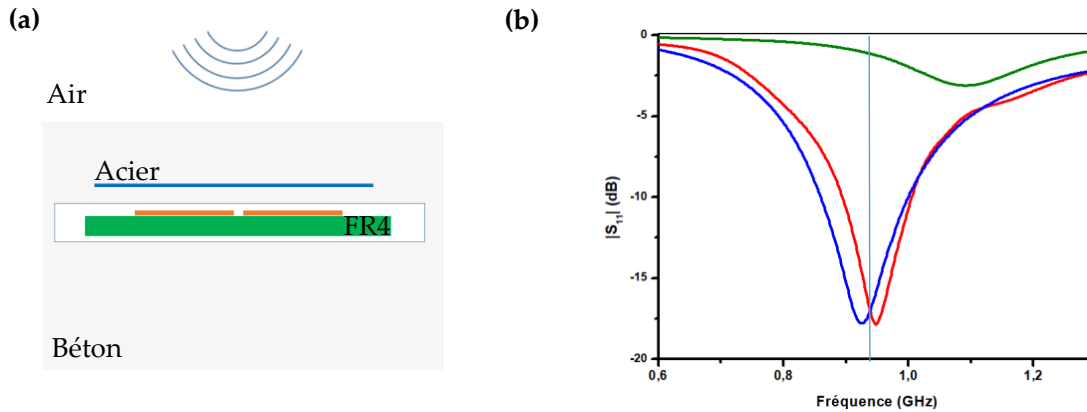 (a)
Air
Acier
FR4
Béton
(b)
0
-5
-10
-15
-20
|S11| (dB)
0,6
0,8
1,0
1,2
Fréquence (GHz)